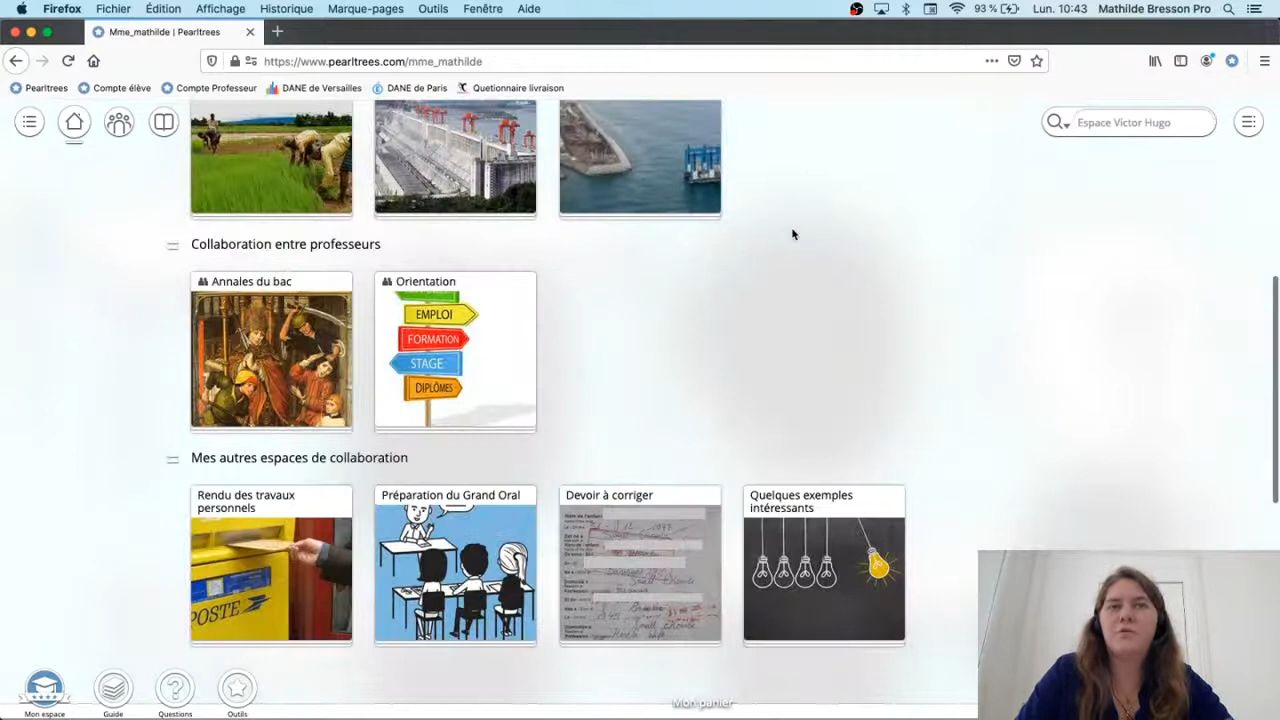 Firefox Fichier Édition Affichage Historique Marque-pages Outils Fenêtre Aide 93 % Lun. 10:43 Mathilde Bresson Pro
Mme_mathilde | Pearltrees
https://www.pearltrees.com/mme_mathilde
Pearltrees Compte élève Compte Professeur DANE de Versailles DANE de Paris Quetionnaire livraison
Espace Victor Hugo
Collaboration entre professeurs
Annales du bac Orientation
EMPLOI
FORMATION
STAGE
DIPLÔMES
Mes autres espaces de collaboration
Rendu des travaux personnels
Préparation du Grand Oral
Devoir à corriger
Quelques exemples intéressants
POSTE
Mon espace Guide Questions Outils
Mon panier